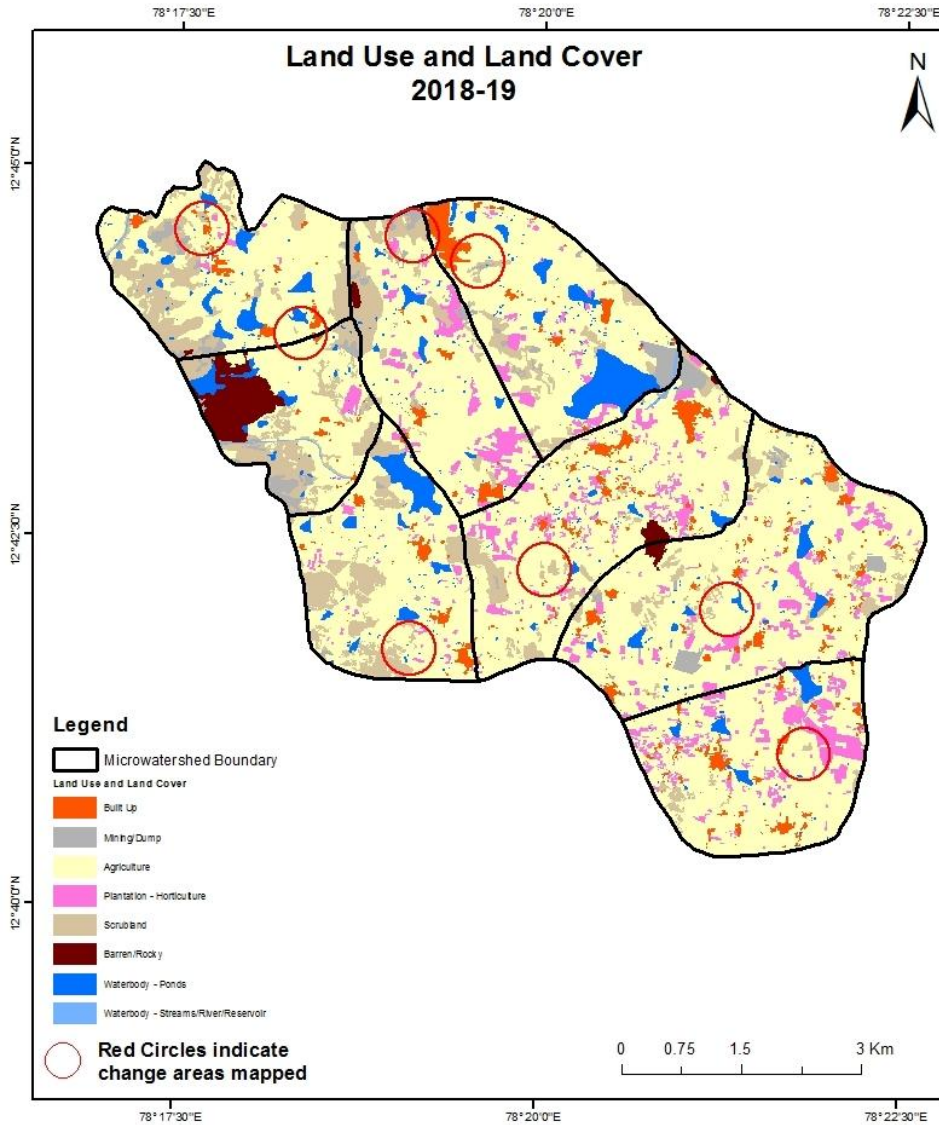 78° 17'30"E 78° 20'0"E 78° 22'30"E
Land Use and Land Cover
2018-19
N
12°45'0"N
12°42'30"N
12°40'0"N
Legend
Microwatershed Boundary
Land Use and Land Cover
Built Up
Mining/Dump
Agriculture
Plantation - Horticulture
Scrubland
Barren/Rocky
Waterbody - Ponds
Waterbody - Streams/River/Reservoir
Red Circles indicate
change areas mapped
0 0.75 1.5 3 Km
78° 17'30"E 78° 20'0"E 78° 22'30"E